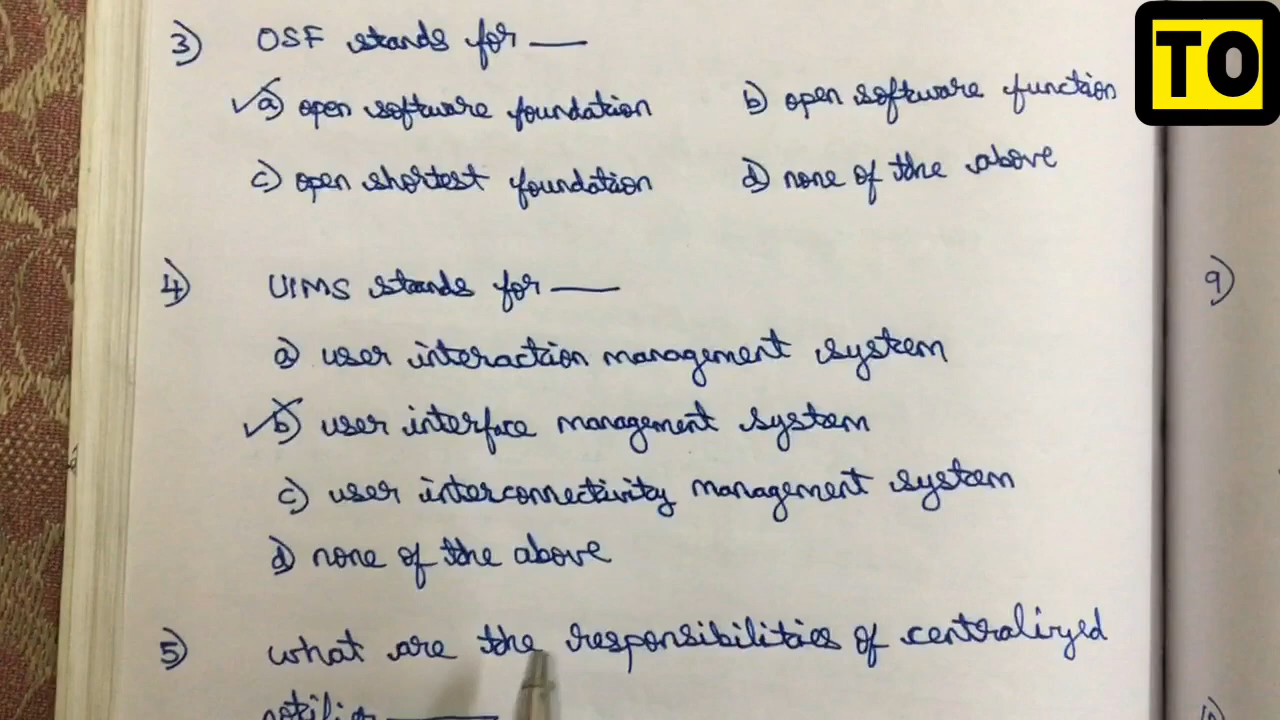 TO
3) OSF stands for ——
a) open software foundation b) open software function
c) open shortest foundation d) none of the above
4) UIMS stands for ——
a) user interaction management system
b) user interface management system
c) user interconnectivity management system
d) none of the above
9)
5) what are the responsibilities of centralized